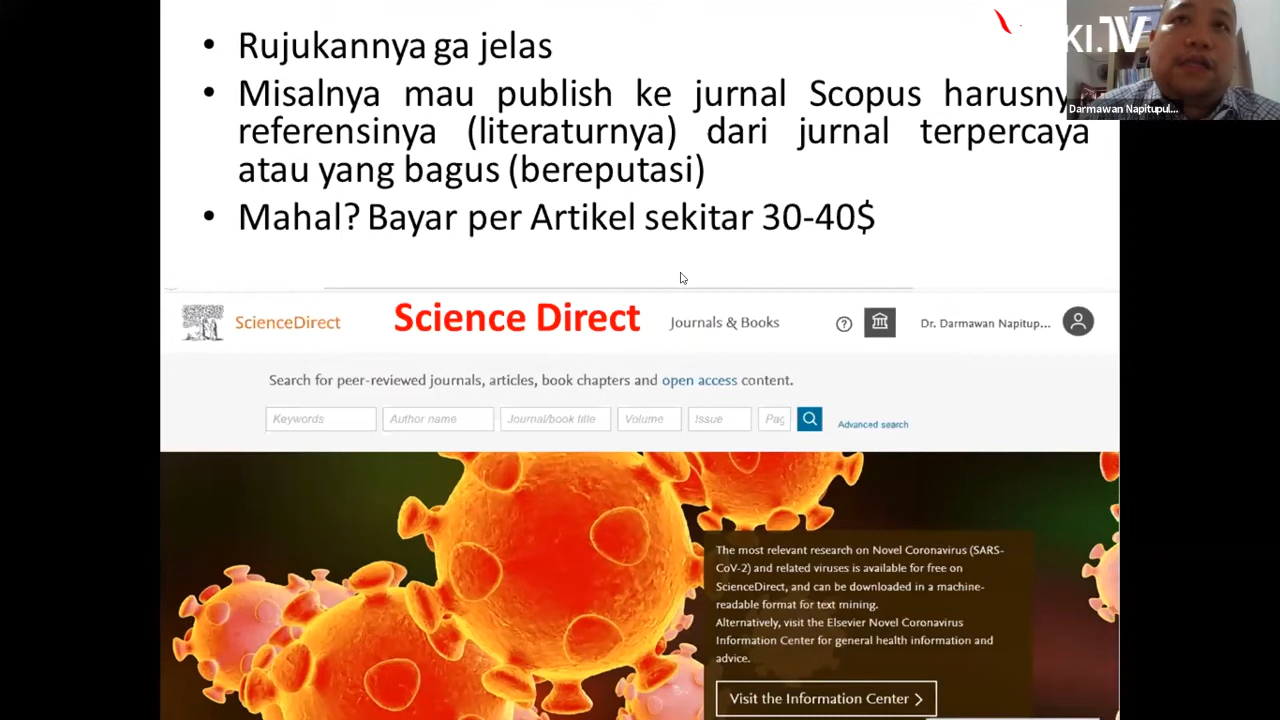 • Rujukannya ga jelas
• Misalnya mau publish ke jurnal Scopus
referensinya (literaturnya) dari jurnal terpercaya
atau yang bagus (bereputasi)
• Mahal? Bayar per Artikel sekitar 30-40$
KI.TV
Darmawan Napitupul...
ScienceDirect
Science Direct
Journals & Books
?
Dr. Darmawan Napitup...
Search for peer-reviewed journals, articles, book chapters and open access content.
Keywords
Author name
Journal/book title
Volume
Issue
Pag
Advanced search
The most relevant research on Novel Coronavirus (SARS-
CoV-2) and related viruses is available for free on
ScienceDirect, and can be downloaded in a machine-
readable format for text mining.
Alternatively, visit the Elsevier Novel Coronavirus
Information Center for general health information and
advice.
Visit the Information Center >